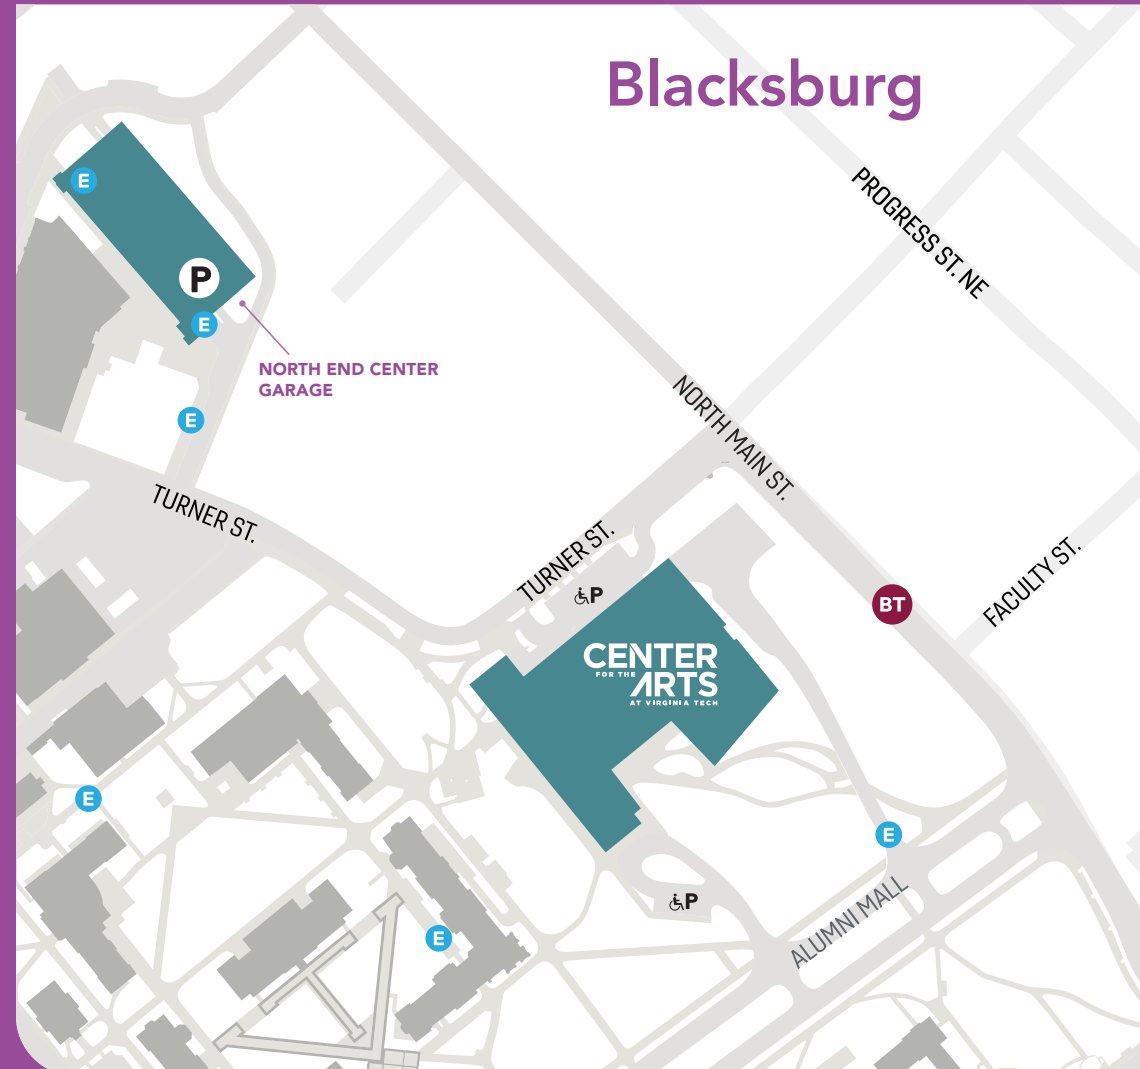 Blacksburg
PROGRESS ST. NE
E
P
E
NORTH END CENTER
GARAGE
NORTH MAIN ST.
E
TURNER ST.
TURNER ST.
FACULTY ST.
P
BT
CENTER
FOR THE
ARTS
AT VIRGINIA TECH
E
E
ALUMNI MALL
P
E